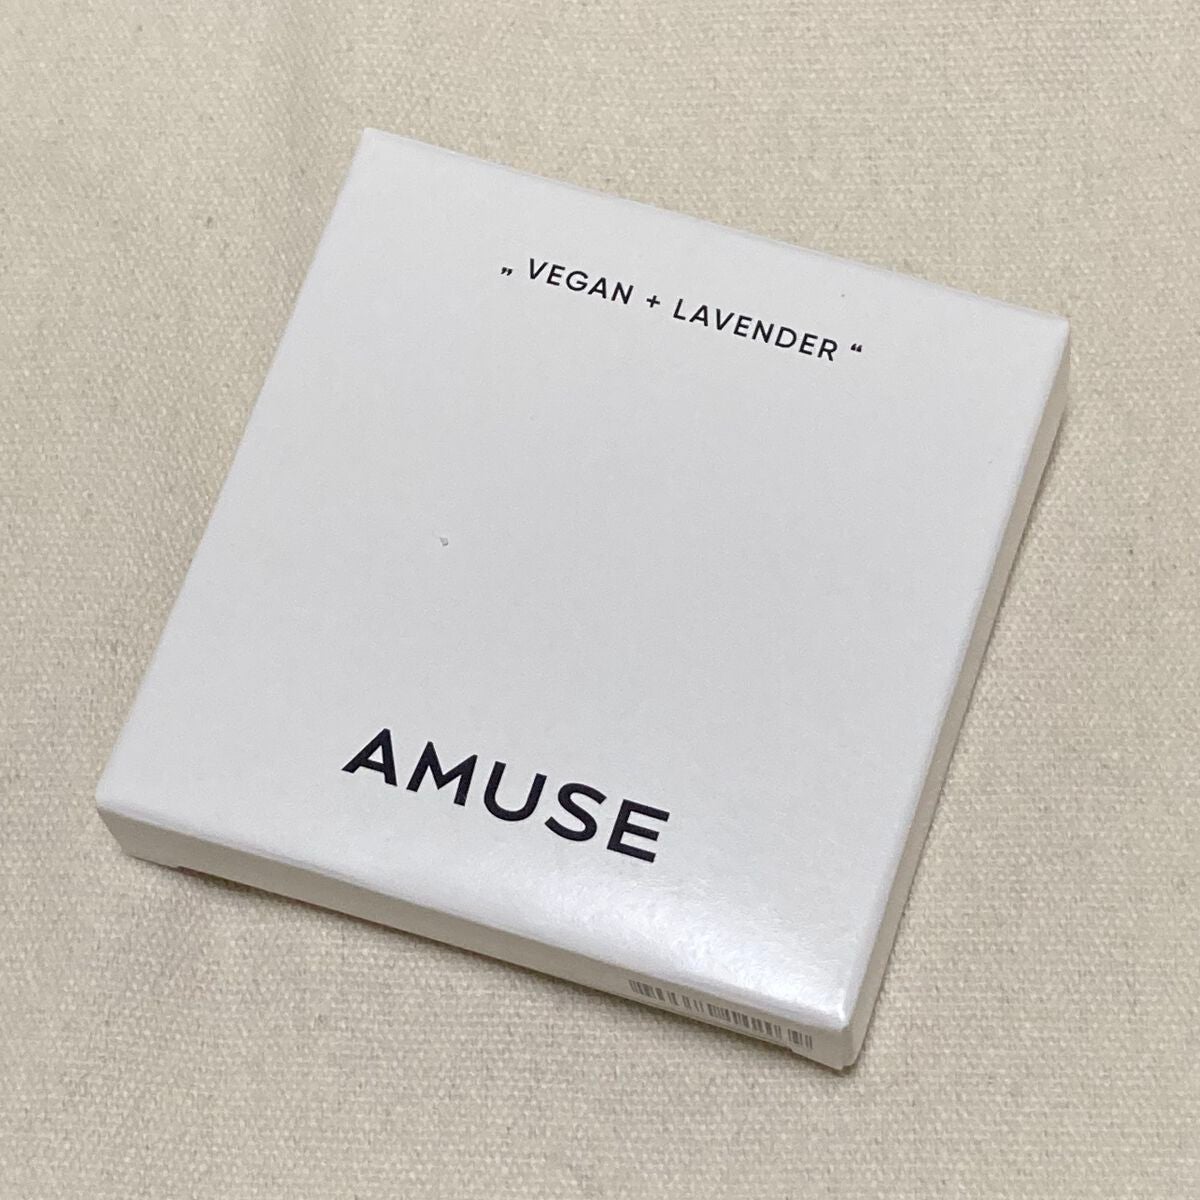 „ VEGAN + LAVENDER “
AMUSE